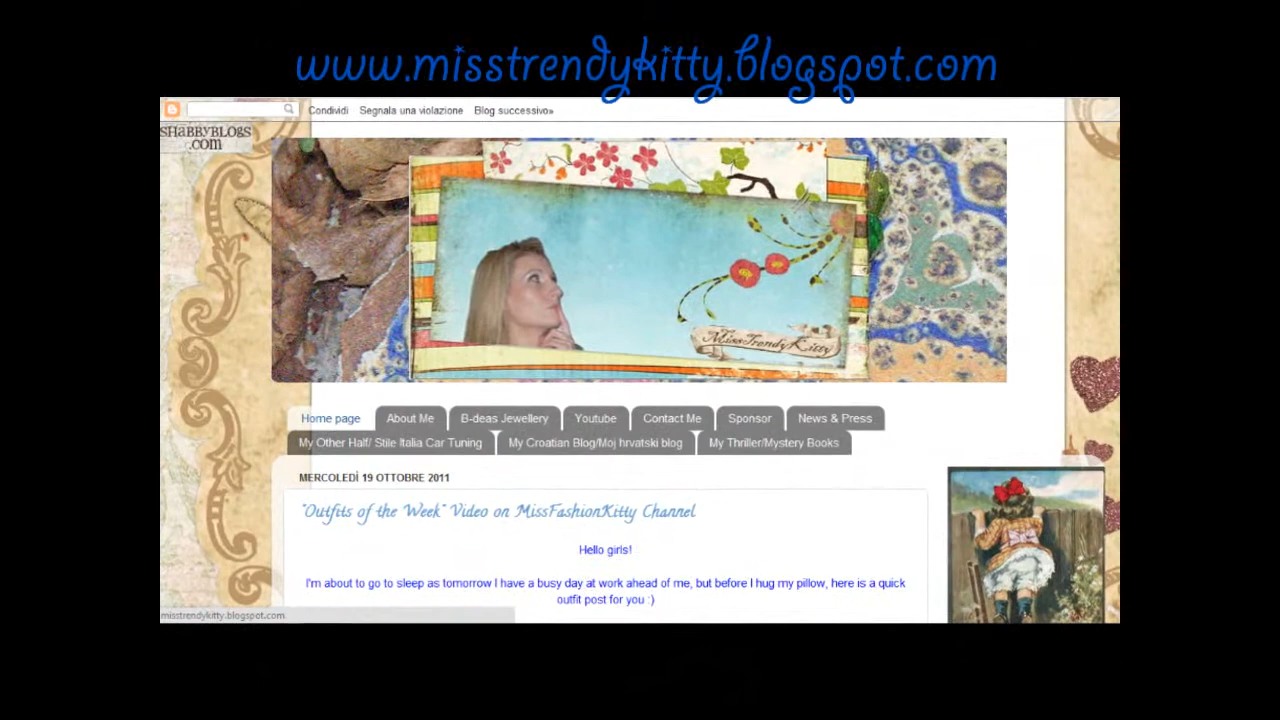 www.misstrendykitty.blogspot.com
Condividi Segnala una violazione Blog successivo»
SHABBYBLOGS
.COM
MissTrendyKitty
Home page About Me B-deas Jewellery Youtube Contact Me Sponsor News & Press
My Other Half/ Stile Italia Car Tuning My Croatian Blog/Moj hrvatski blog My Thriller/Mystery Books
MERCOLEDÌ 19 OTTOBRE 2011
"Outfits of the Week" Video on MissFashionKitty Channel
Hello girls!
I'm about to go to sleep as tomorrow I have a busy day at work ahead of me, but before I hug my pillow, here is a quick
outfit post for you :)
misstrendykitty.blogspot.com